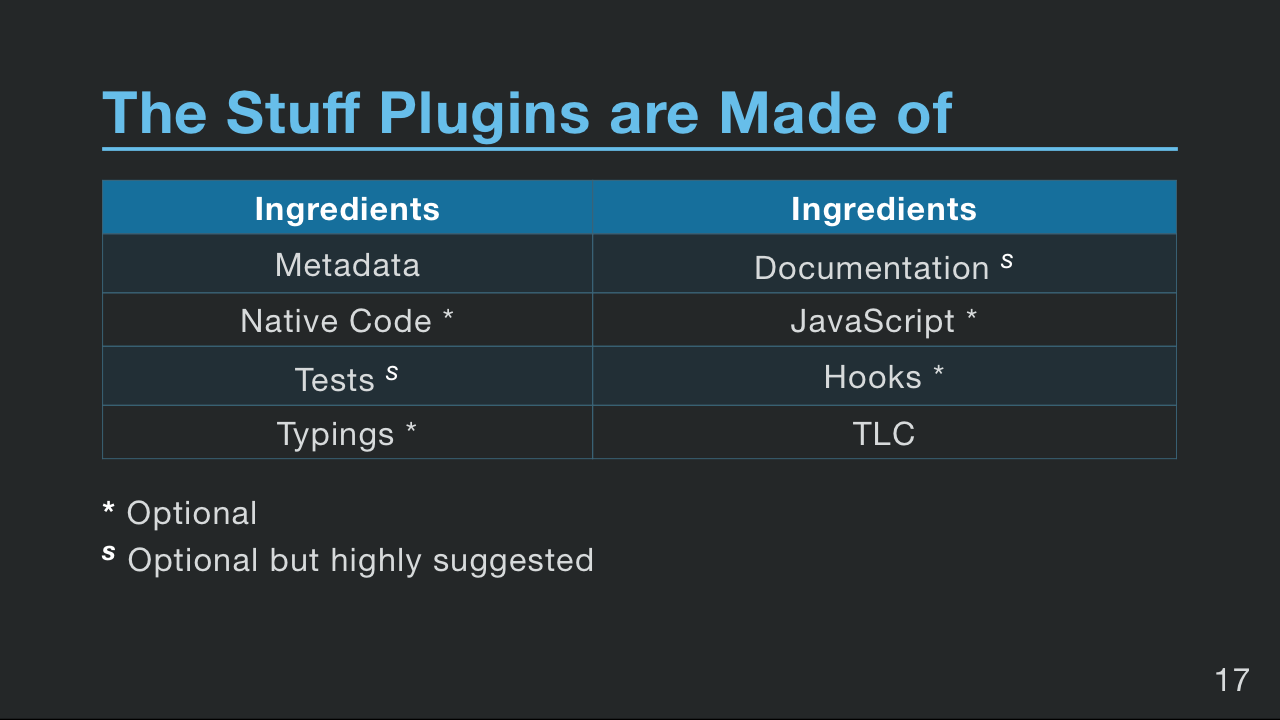 The Stuff Plugins are Made of
Ingredients Ingredients
Metadata Documentation s
Native Code * JavaScript *
Tests s Hooks *
Typings * TLC
* Optional
s Optional but highly suggested
17